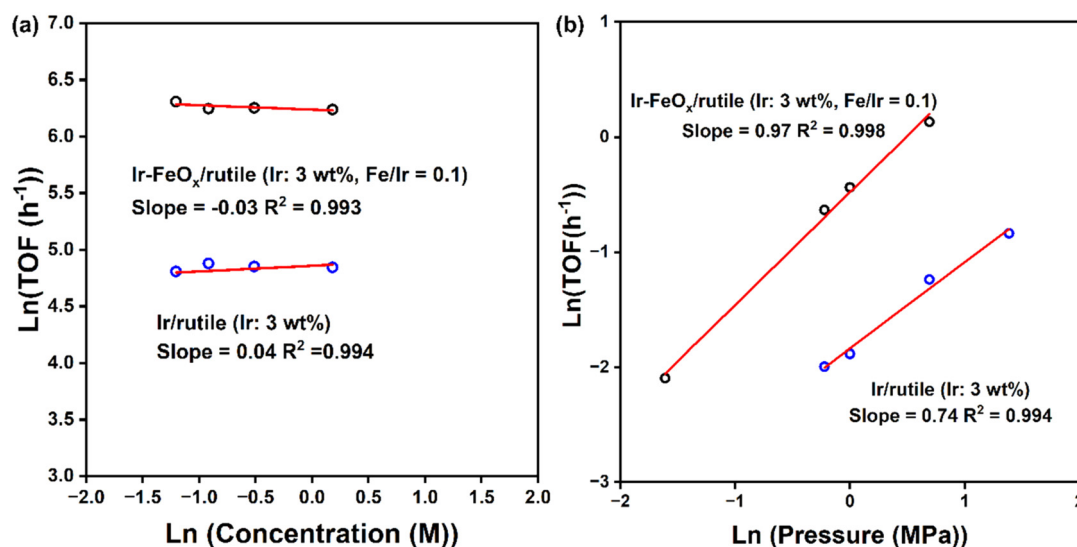 (a)
Ln(TOF (h⁻¹))
7.0
6.5
6.0
5.5
5.0
4.5
4.0
3.5
3.0
Ir-FeOₓ/rutile (Ir: 3 wt%, Fe/Ir = 0.1)
Slope = -0.03 R² = 0.993
Ir/rutile (Ir: 3 wt%)
Slope = 0.04 R² =0.994
−2.0 −1.5 −1.0 −0.5 0.0 0.5 1.0 1.5 2.0
Ln (Concentration (M))
(b)
Ln(TOF(h⁻¹))
1
0
−1
−2
−3
Ir-FeOₓ/rutile (Ir: 3 wt%, Fe/Ir = 0.1)
Slope = 0.97 R² = 0.998
Ir/rutile (Ir: 3 wt%)
Slope = 0.74 R² = 0.994
−2 −1 0 1 2
Ln (Pressure (MPa))